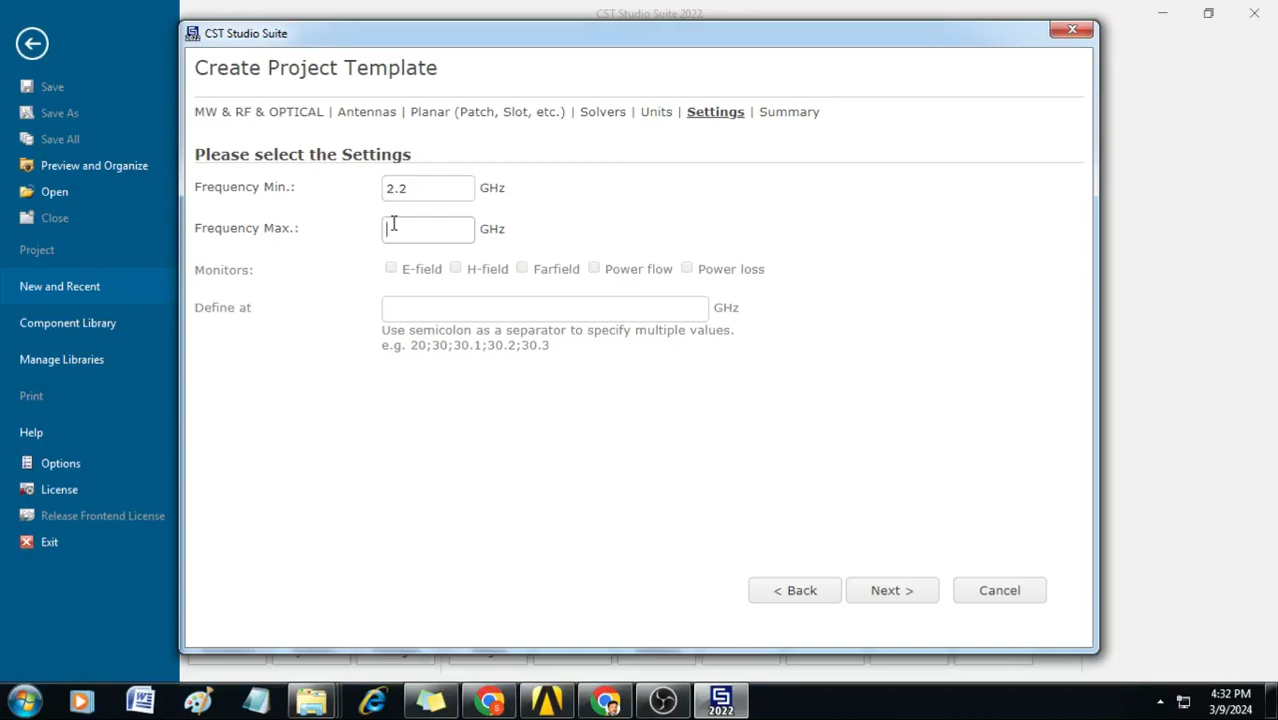 CST Studio Suite 2022
CST Studio Suite
Create Project Template
MW & RF & OPTICAL | Antennas | Planar (Patch, Slot, etc.) | Solvers | Units | Settings | Summary
Please select the Settings
Frequency Min.: 2.2 GHz
Frequency Max.: GHz
Monitors: E-field H-field Farfield Power flow Power loss
Define at GHz
Use semicolon as a separator to specify multiple values.
e.g. 20;30;30.1;30.2;30.3
< Back Next > Cancel
Save
Save As
Save All
Preview and Organize
Open
Close
Project
New and Recent
Component Library
Manage Libraries
Print
Help
Options
License
Release Frontend License
Exit
2022
4:32 PM
3/9/2024